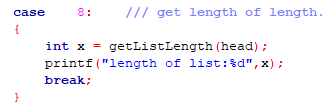 case    8:    /// get length of length.
{
    int x = getListLength(head);
    printf("length of list:%d",x);
    break;
}